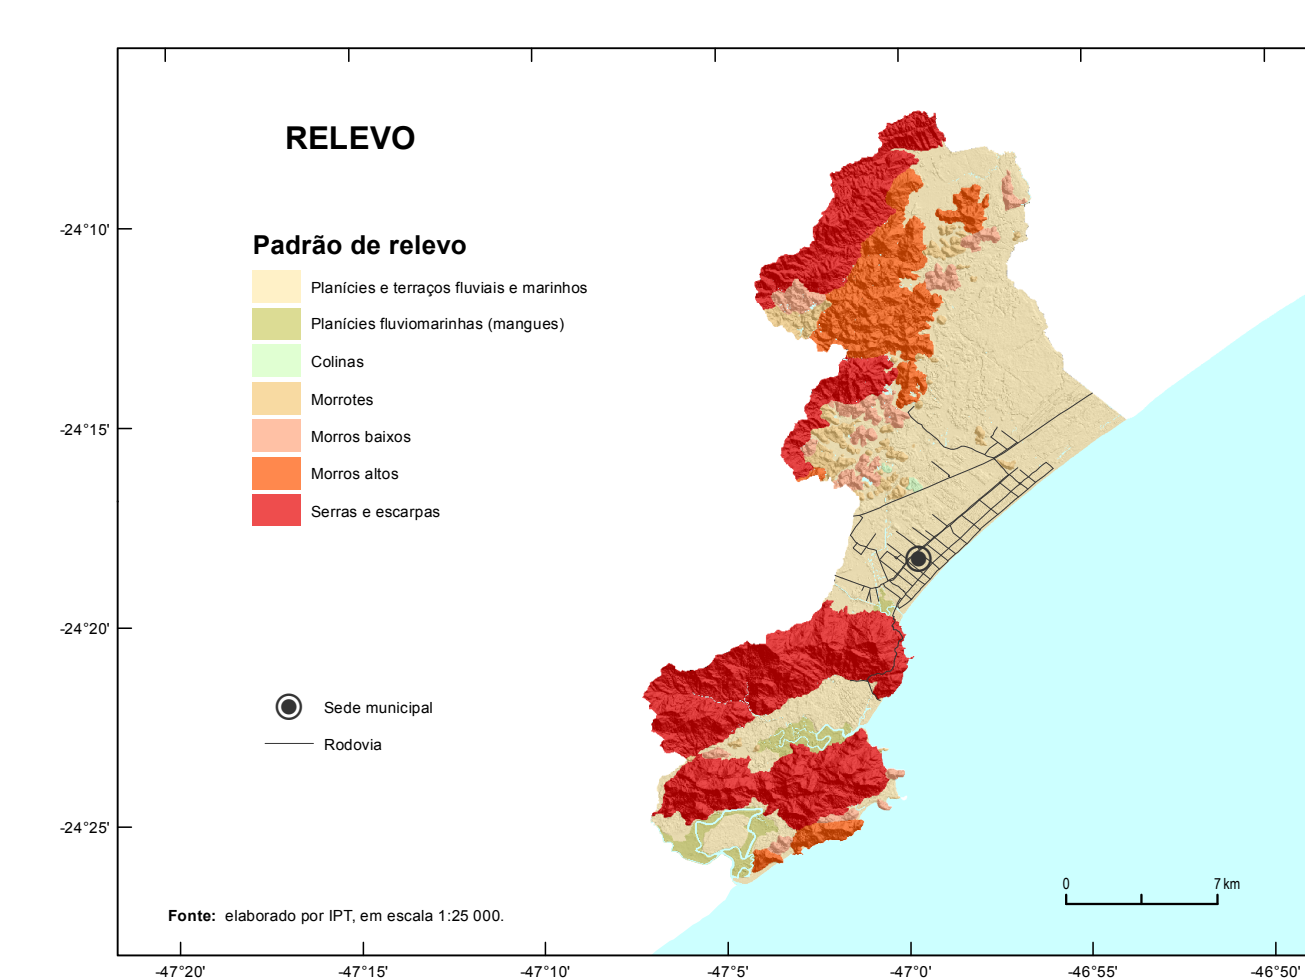 RELEVO
Padrão de relevo
Planícies e terraços fluviais e marinhos
Planícies fluviomarinhas (mangues)
Colinas
Morrotes
Morros baixos
Morros altos
Serras e escarpas
Sede municipal
Rodovia
-24°10'
-24°15'
-24°20'
-24°25'
0 7 km
Fonte: elaborado por IPT, em escala 1:25 000.
-47°20' -47°15' -47°10' -47°5' -47°0' -46°55' -46°50'